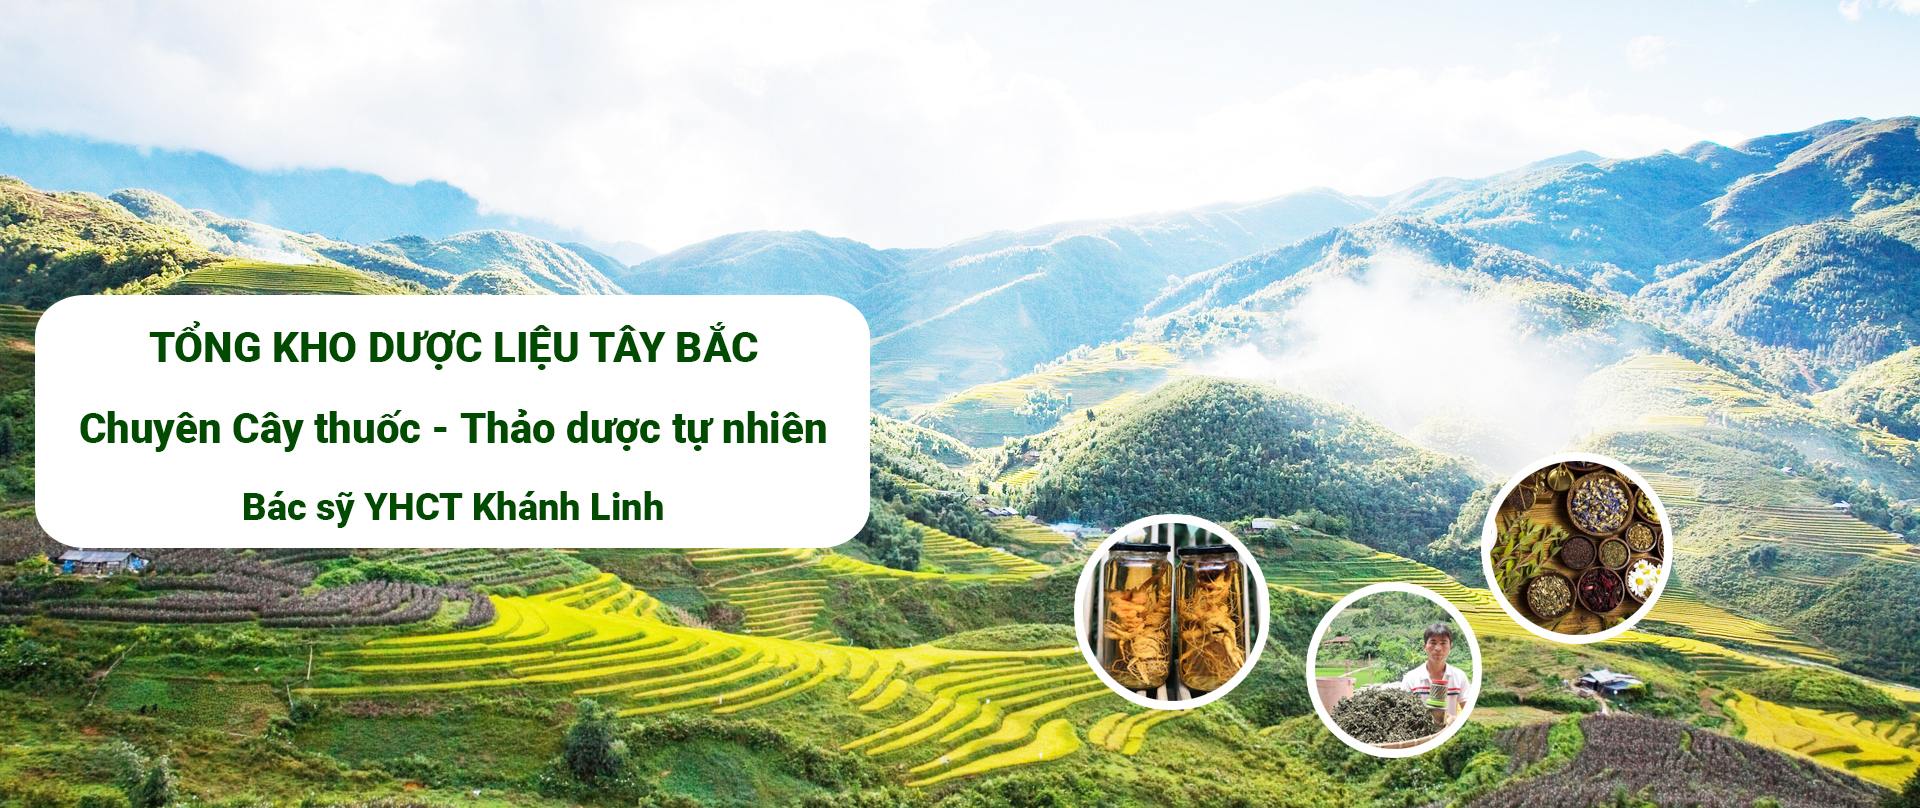 TỔNG KHO DƯỢC LIỆU TÂY BẮC
Chuyên Cây thuốc - Thảo dược tự nhiên
Bác sỹ YHCT Khánh Linh